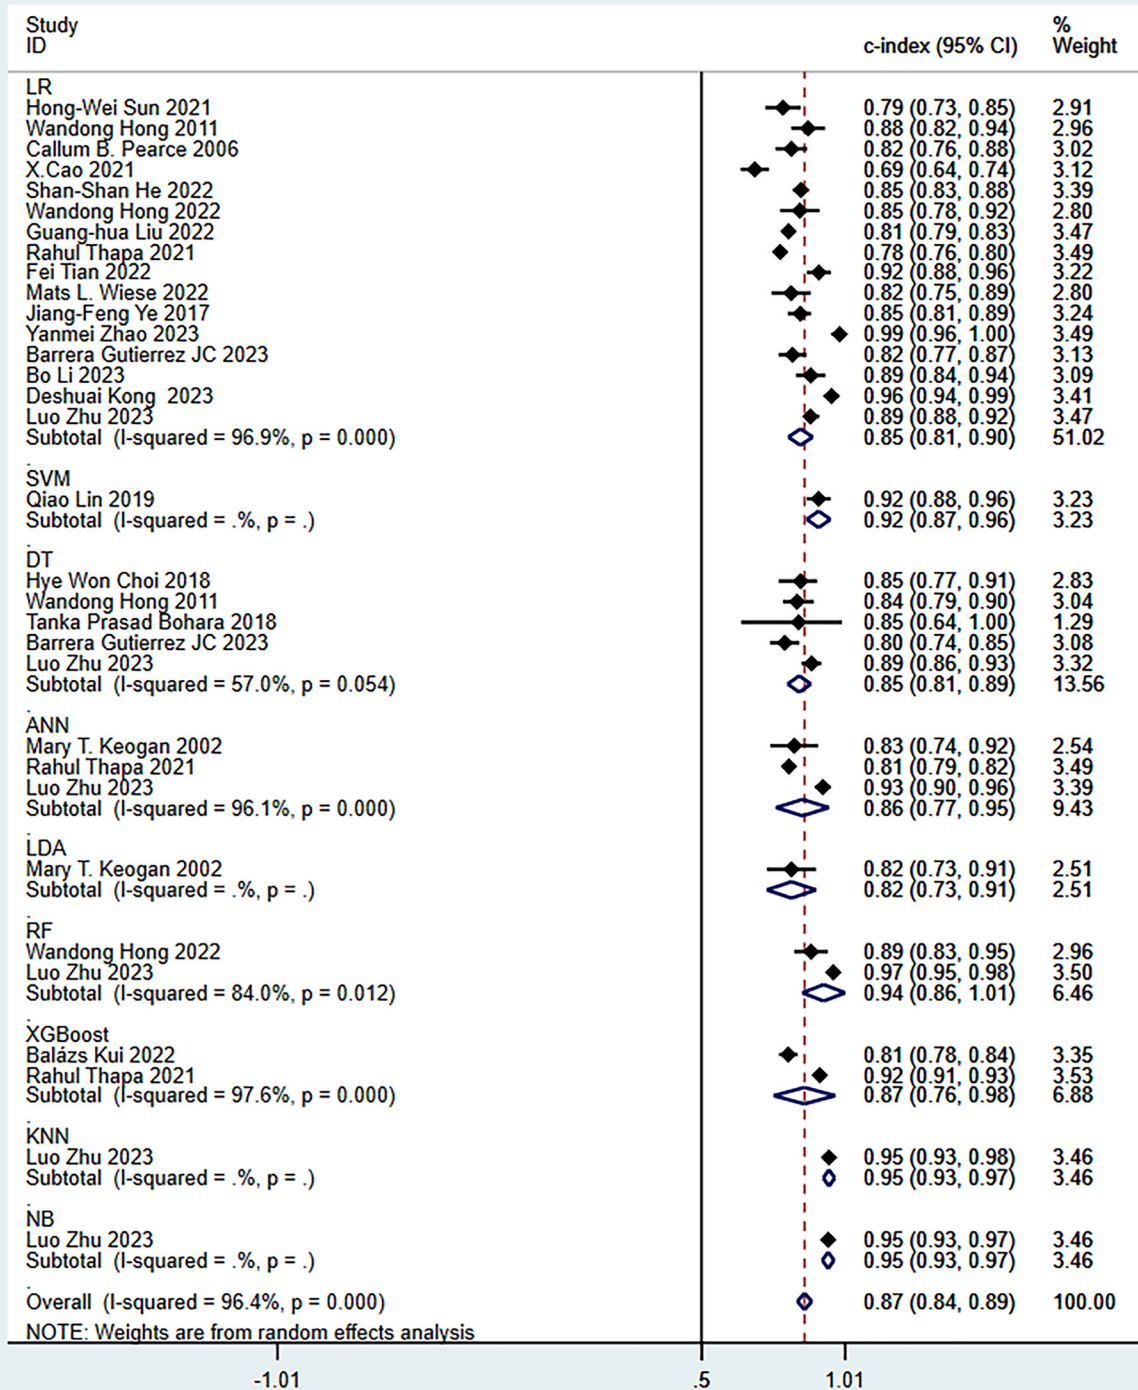 Study %
ID c-index (95% CI) Weight
LR
Hong-Wei Sun 2021 0.79 (0.73, 0.85) 2.91
Wandong Hong 2011 0.88 (0.82, 0.94) 2.96
Callum B. Pearce 2006 0.82 (0.76, 0.88) 3.02
X.Cao 2021 0.69 (0.64, 0.74) 3.12
Shan-Shan He 2022 0.85 (0.83, 0.88) 3.39
Wandong Hong 2022 0.85 (0.78, 0.92) 2.80
Guang-hua Liu 2022 0.81 (0.79, 0.83) 3.47
Rahul Thapa 2021 0.78 (0.76, 0.80) 3.49
Fei Tian 2022 0.92 (0.88, 0.96) 3.22
Mats L. Wiese 2022 0.82 (0.75, 0.89) 2.80
Jiang-Feng Ye 2017 0.85 (0.81, 0.89) 3.24
Yanmei Zhao 2023 0.99 (0.96, 1.00) 3.49
Barrera Gutierrez JC 2023 0.82 (0.77, 0.87) 3.13
Bo Li 2023 0.89 (0.84, 0.94) 3.09
Deshuai Kong 2023 0.96 (0.94, 0.99) 3.41
Luo Zhu 2023 0.89 (0.88, 0.92) 3.47
Subtotal (I-squared = 96.9%, p = 0.000) 0.85 (0.81, 0.90) 51.02
.
SVM
Qiao Lin 2019 0.92 (0.88, 0.96) 3.23
Subtotal (I-squared = .%, p = .) 0.92 (0.87, 0.96) 3.23
.
DT
Hye Won Choi 2018 0.85 (0.77, 0.91) 2.83
Wandong Hong 2011 0.84 (0.79, 0.90) 3.04
Tanka Prasad Bohara 2018 0.85 (0.64, 1.00) 1.29
Barrera Gutierrez JC 2023 0.80 (0.74, 0.85) 3.08
Luo Zhu 2023 0.89 (0.86, 0.93) 3.32
Subtotal (I-squared = 57.0%, p = 0.054) 0.85 (0.81, 0.89) 13.56
.
ANN
Mary T. Keogan 2002 0.83 (0.74, 0.92) 2.54
Rahul Thapa 2021 0.81 (0.79, 0.82) 3.49
Luo Zhu 2023 0.93 (0.90, 0.96) 3.39
Subtotal (I-squared = 96.1%, p = 0.000) 0.86 (0.77, 0.95) 9.43
.
LDA
Mary T. Keogan 2002 0.82 (0.73, 0.91) 2.51
Subtotal (I-squared = .%, p = .) 0.82 (0.73, 0.91) 2.51
.
RF
Wandong Hong 2022 0.89 (0.83, 0.95) 2.96
Luo Zhu 2023 0.97 (0.95, 0.98) 3.50
Subtotal (I-squared = 84.0%, p = 0.012) 0.94 (0.86, 1.01) 6.46
.
XGBoost
Balázs Kui 2022 0.81 (0.78, 0.84) 3.35
Rahul Thapa 2021 0.92 (0.91, 0.93) 3.53
Subtotal (I-squared = 97.6%, p = 0.000) 0.87 (0.76, 0.98) 6.88
.
KNN
Luo Zhu 2023 0.95 (0.93, 0.98) 3.46
Subtotal (I-squared = .%, p = .) 0.95 (0.93, 0.97) 3.46
.
NB
Luo Zhu 2023 0.95 (0.93, 0.97) 3.46
Subtotal (I-squared = .%, p = .) 0.95 (0.93, 0.97) 3.46
.
Overall (I-squared = 96.4%, p = 0.000) 0.87 (0.84, 0.89) 100.00
NOTE: Weights are from random effects analysis
-1.01 .5 1.01